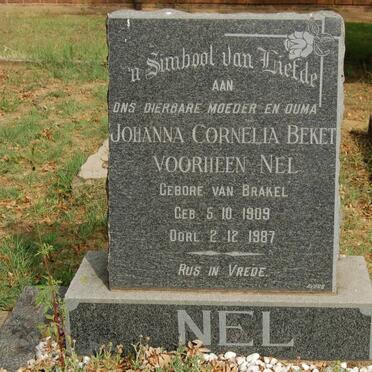 'n Simbool van Liefde
AAN
ONS DIERBARE MOEDER EN OUMA
JOHANNA CORNELIA BEKET
VOORHEEN NEL
GEBORE VAN BRAKEL
GEB. 5.10.1909
OORL. 2.12.1987
RUS IN VREDE.
NEL